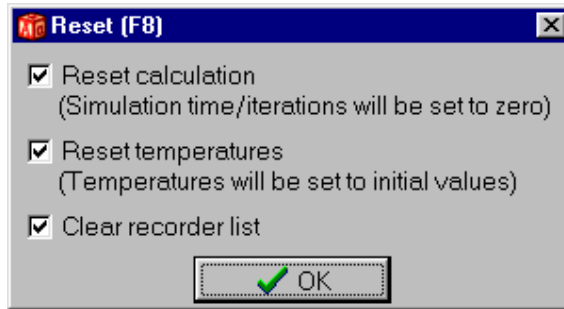 Reset (F8)
Reset calculation
(Simulation time/iterations will be set to zero)
Reset temperatures
(Temperatures will be set to initial values)
Clear recorder list
OK